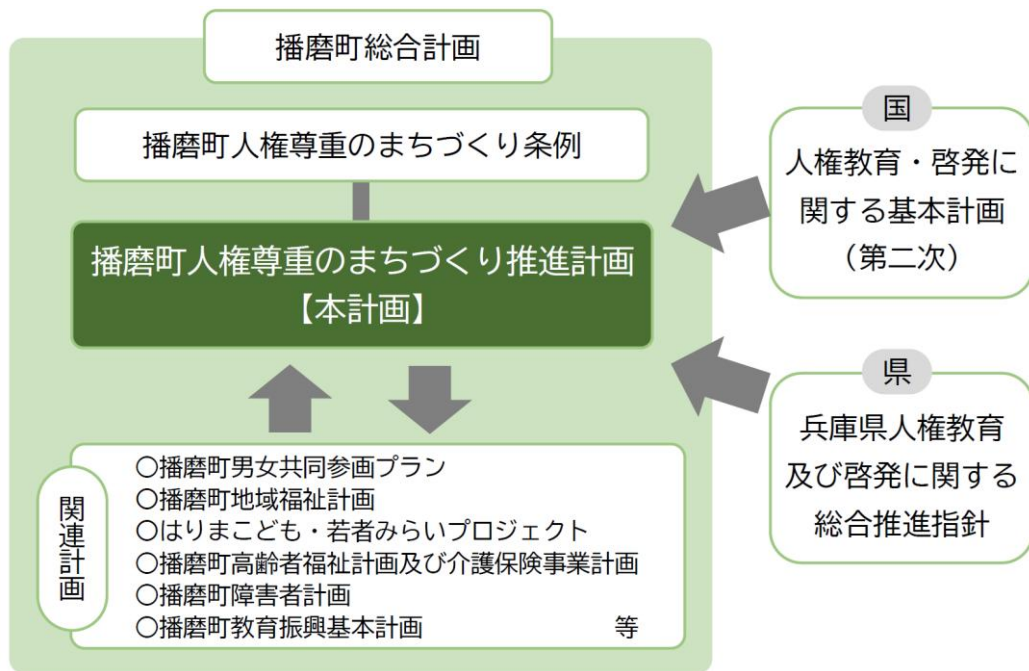 播磨町総合計画
播磨町人権尊重のまちづくり条例
播磨町人権尊重のまちづくり推進計画
【本計画】
関連計画
○播磨町男女共同参画プラン
○播磨町地域福祉計画
○はりまこども・若者みらいプロジェクト
○播磨町高齢者福祉計画及び介護保険事業計画
○播磨町障害者計画
○播磨町教育振興基本計画 等
国
人権教育・啓発に
関する基本計画
（第二次）
県
兵庫県人権教育
及び啓発に関する
総合推進指針